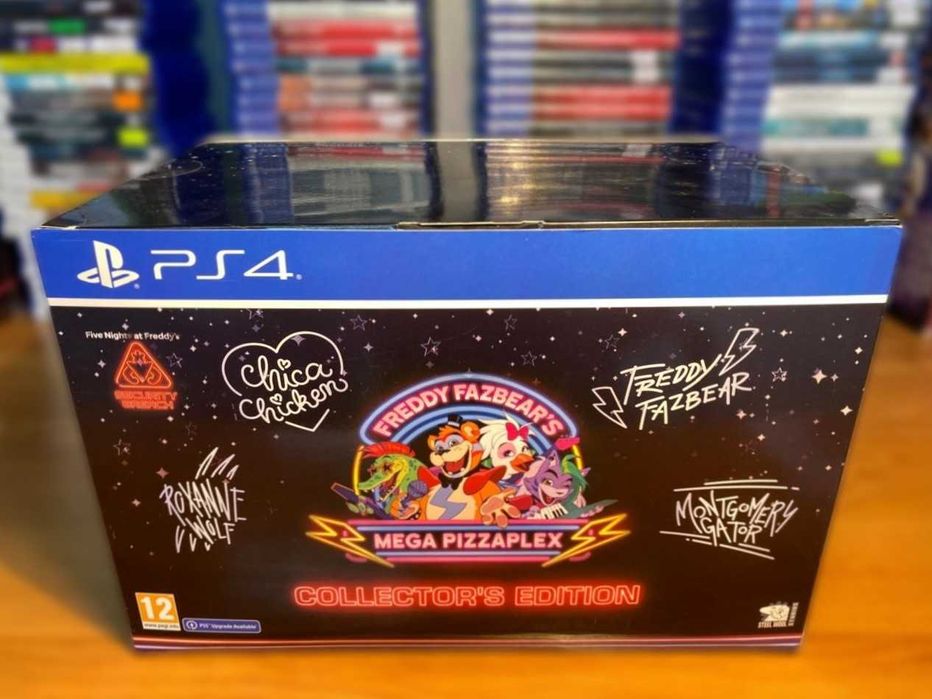 PS4
Five Nights at Freddy's
SECURITY
BREACH
Chica
Chicken
FREDDY
FAZBEAR
FREDDY FAZBEAR'S
MEGA PIZZAPLEX
ROXANNE
WOLF
MONTGOMERY
GATOR
COLLECTOR'S EDITION
12
www.pegi.info
PS5 Upgrade Available!
STEEL WOOL
STUDIOS